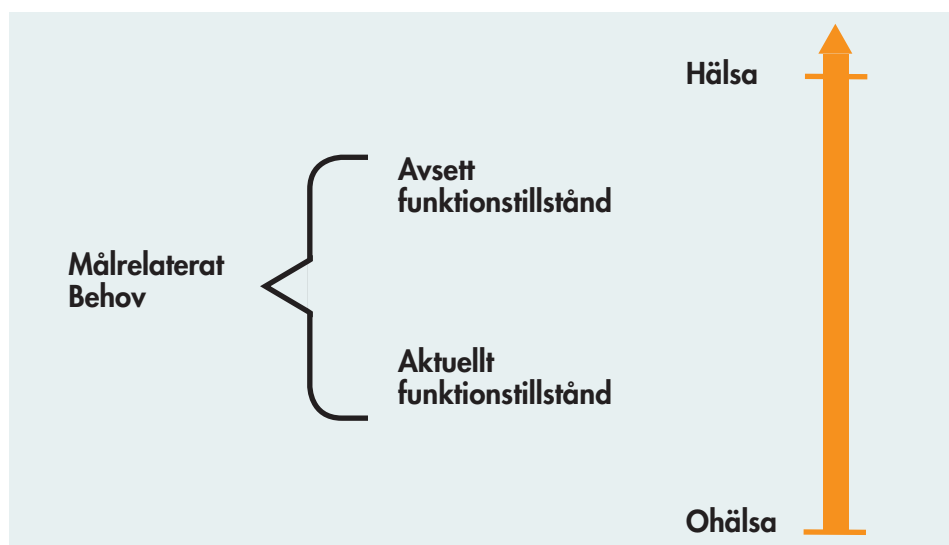 Hälsa
Avsett
funktionstillstånd
Målrelaterat
Behov
Aktuellt
funktionstillstånd
Ohälsa